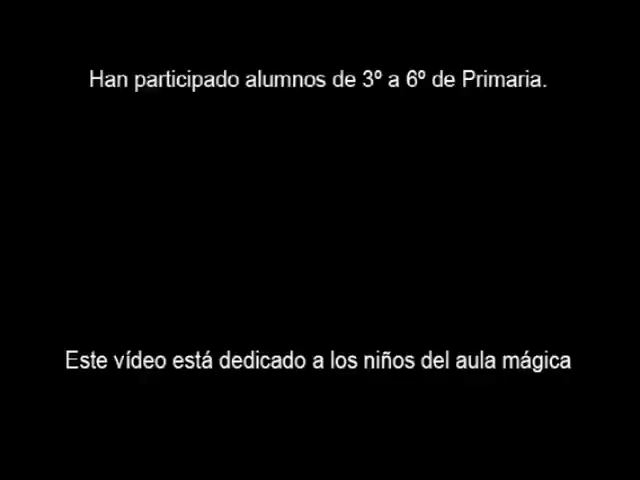 Han participado alumnos de 3º a 6º de Primaria.
Este vídeo está dedicado a los niños del aula mágica